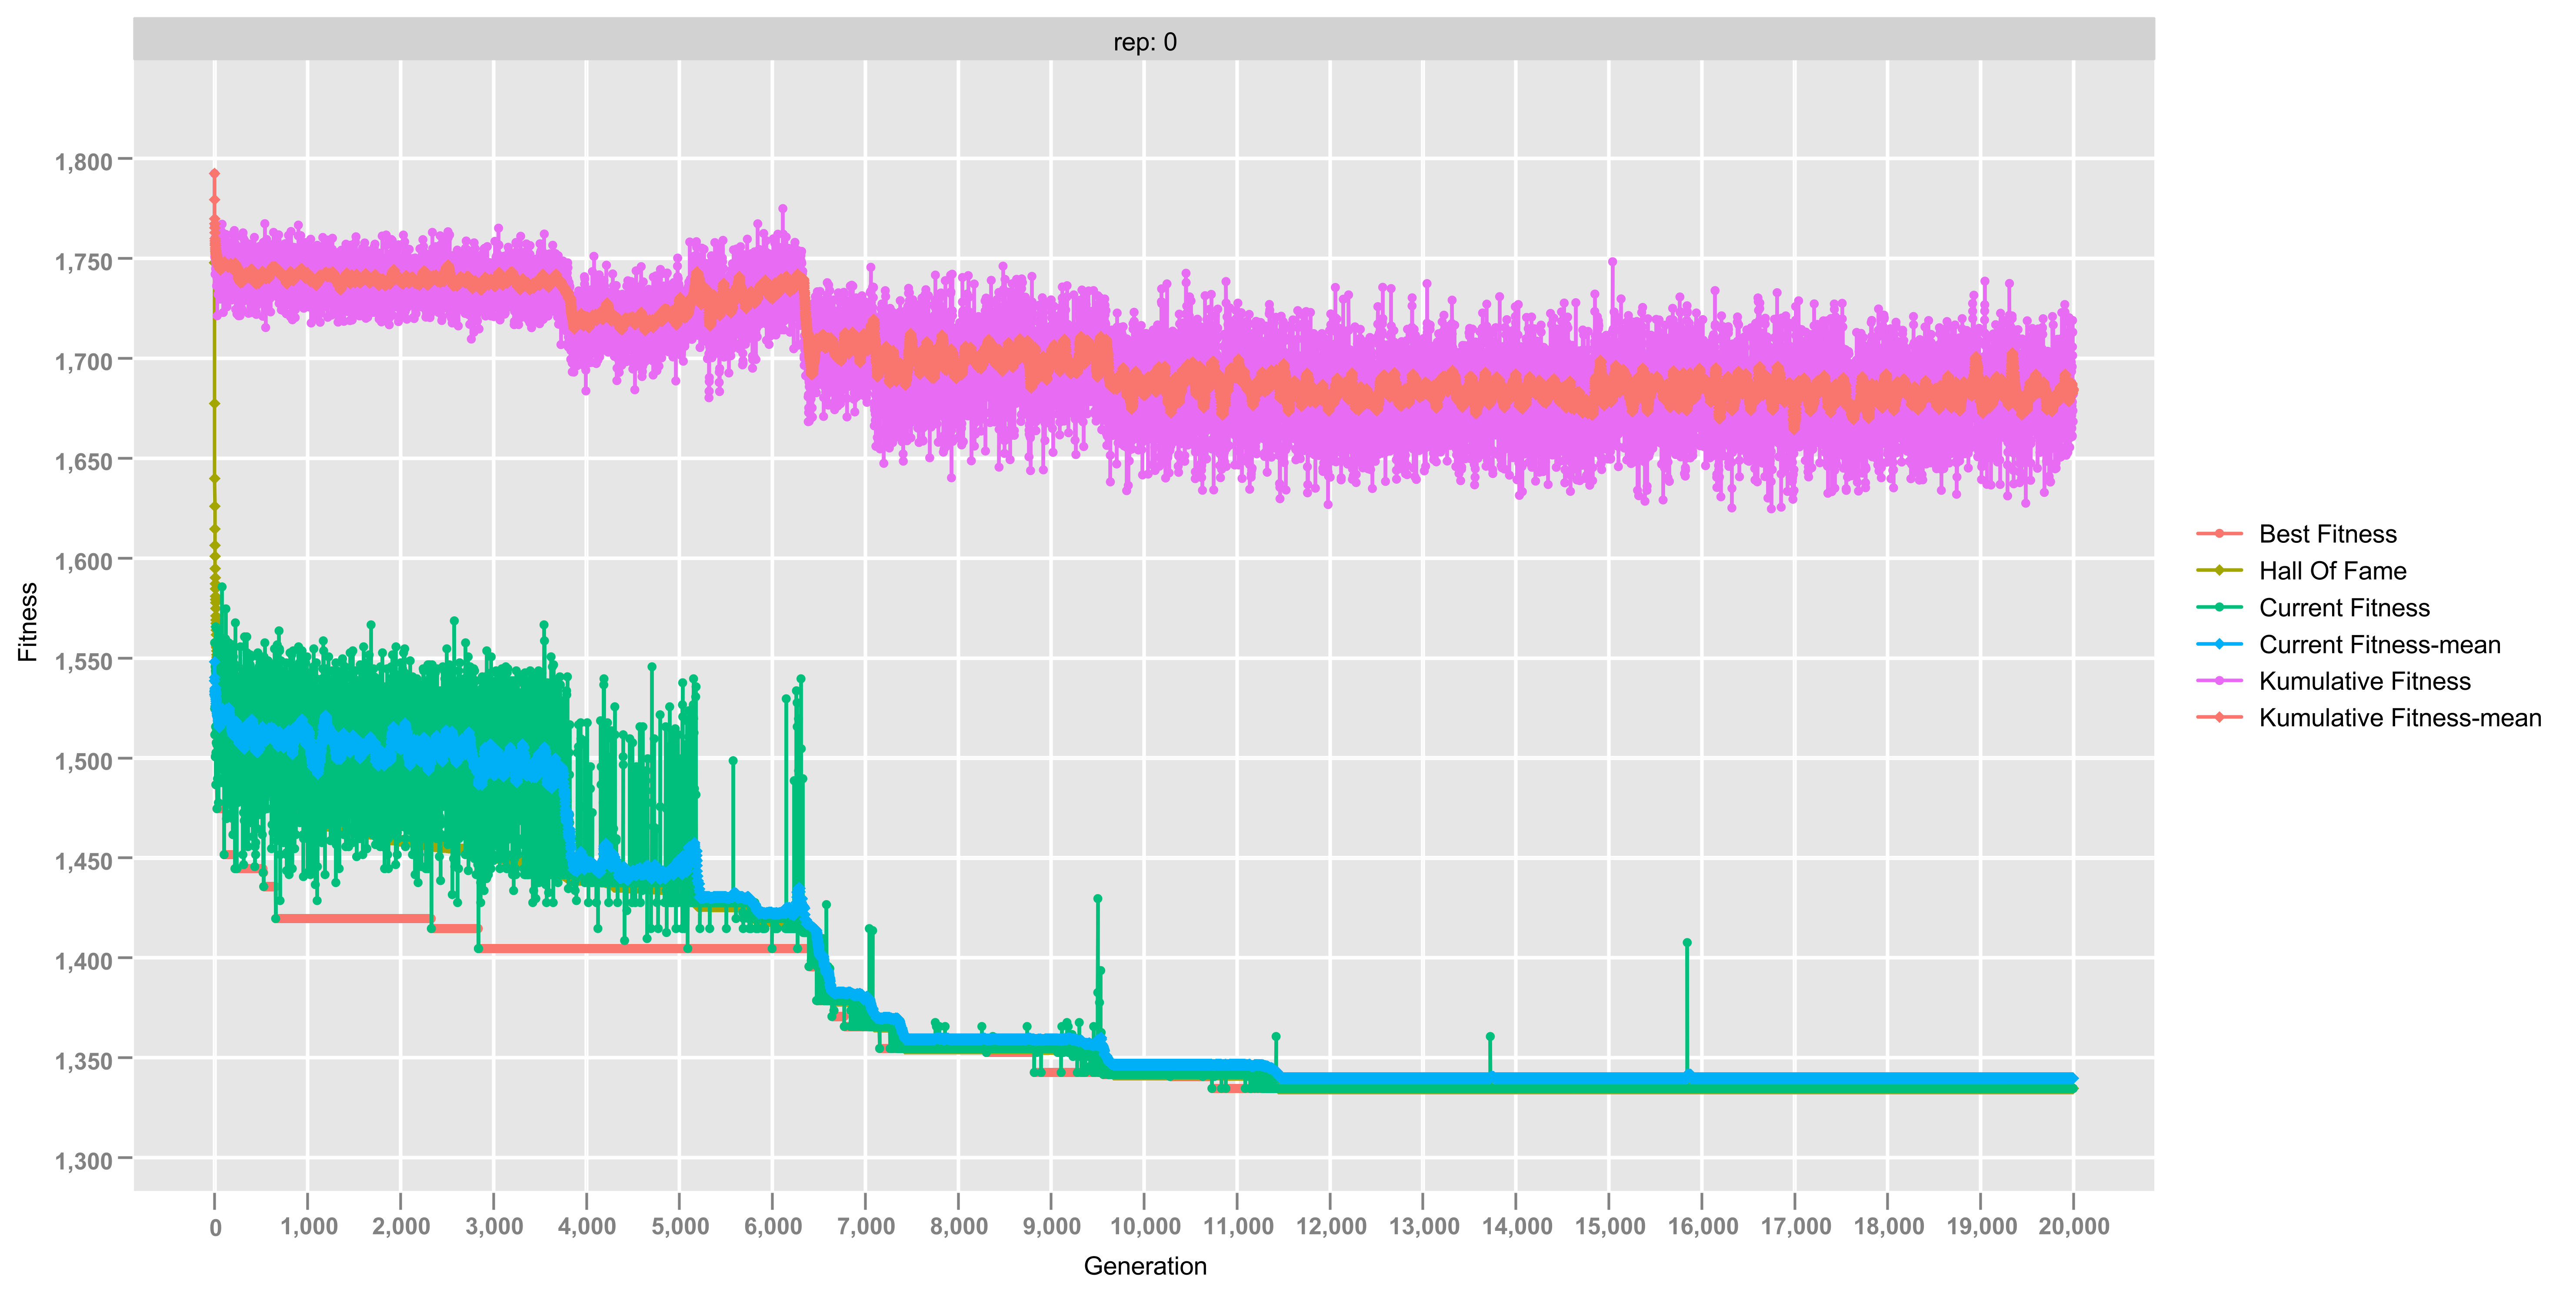 rep: 0
1,800
1,750
1,700
1,650
1,600
1,550
1,500
1,450
1,400
1,350
1,300
Fitness
0 1,000 2,000 3,000 4,000 5,000 6,000 7,000 8,000 9,000 10,000 11,000 12,000 13,000 14,000 15,000 16,000 17,000 18,000 19,000 20,000
Generation
Best Fitness
Hall Of Fame
Current Fitness
Current Fitness-mean
Kumulative Fitness
Kumulative Fitness-mean